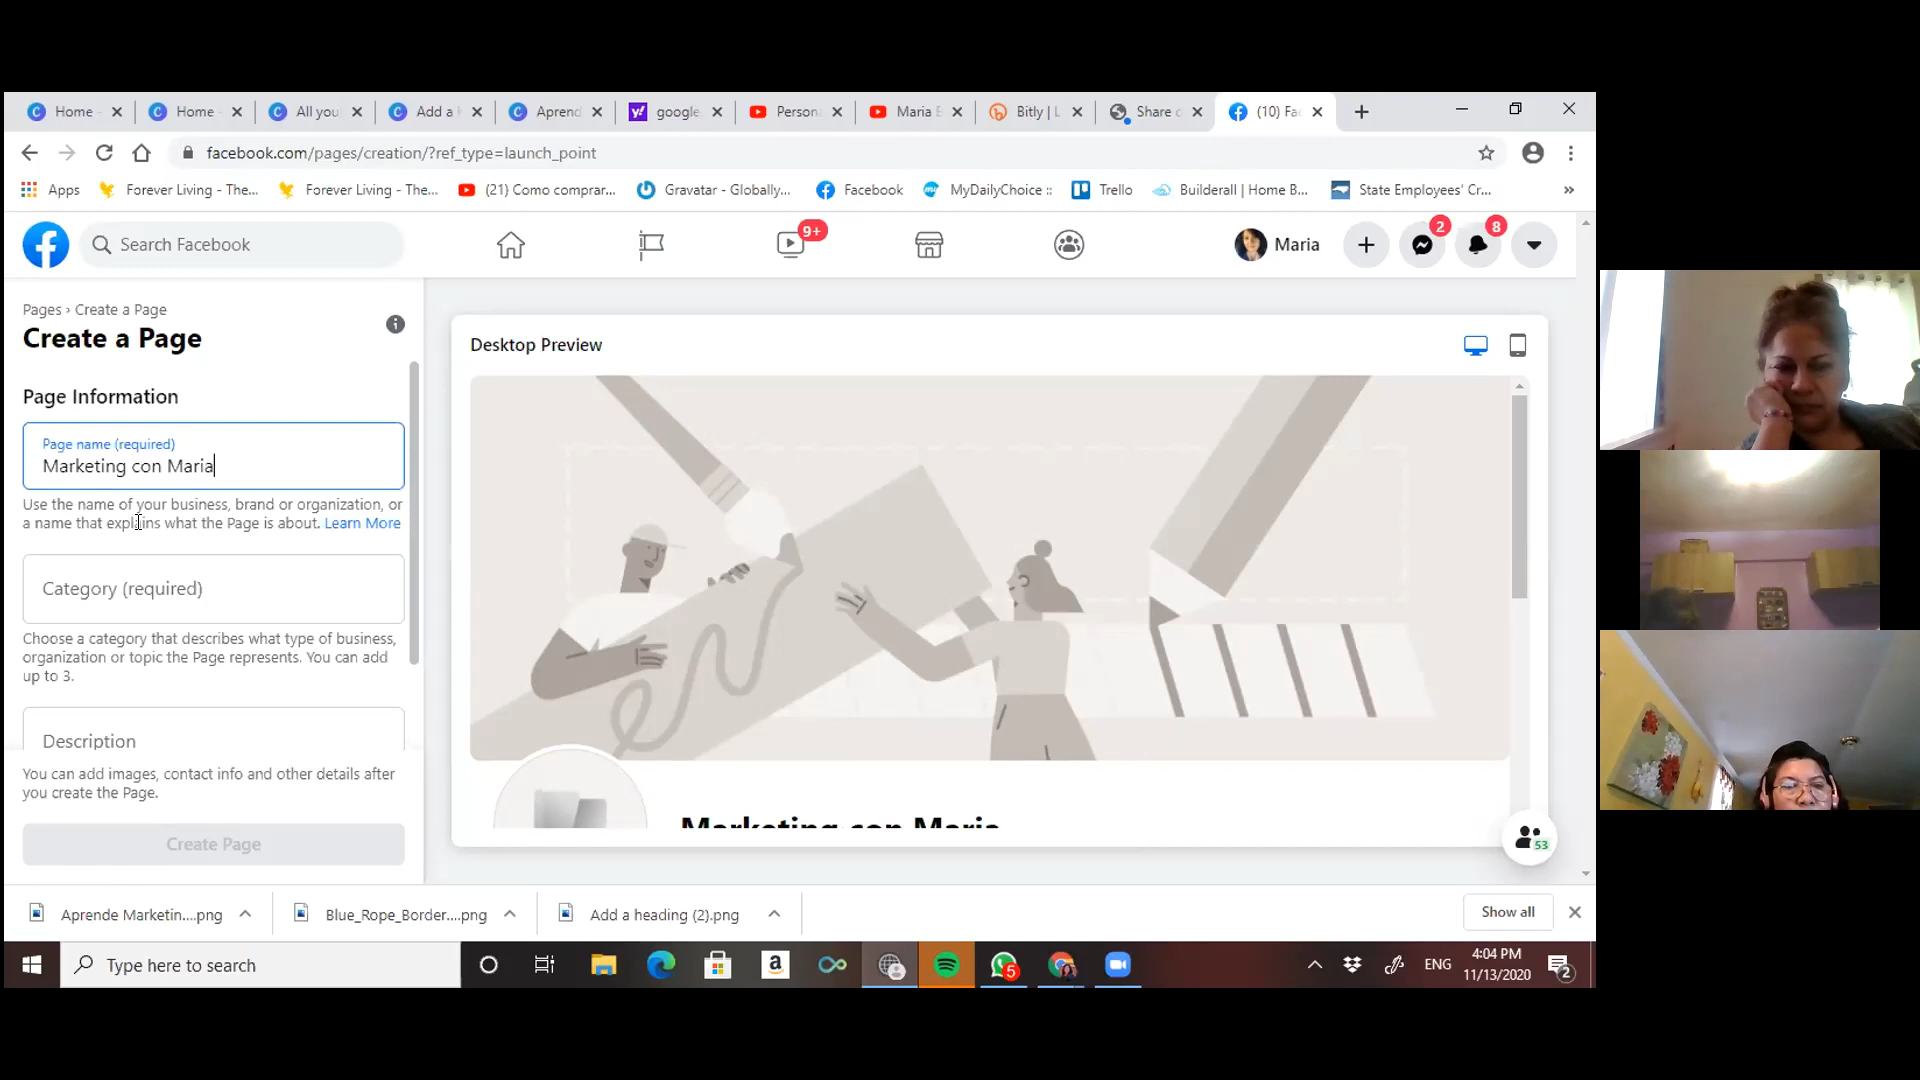 Home -
Home -
All you
Add a
Aprend
google
Person
Maria
Bitly | L
Share c
(10) Fac
facebook.com/pages/creation/?ref_type=launch_point
Apps
Forever Living - The...
Forever Living - The...
(21) Como comprar...
Gravatar - Globally...
Facebook
MyDailyChoice ::
Trello
Builderall | Home B...
State Employees' Cr...
»
Search Facebook
9+
Maria
2
8
Pages › Create a Page
Create a Page
Page Information
Page name (required)
Marketing con Maria
Use the name of your business, brand or organization, or
a name that explains what the Page is about. Learn More
Category (required)
Choose a category that describes what type of business,
organization or topic the Page represents. You can add
up to 3.
Description
You can add images, contact info and other details after
you create the Page.
Create Page
Desktop Preview
Marketing con Maria
53
Aprende Marketin....png
Blue_Rope_Border....png
Add a heading (2).png
Show all
Type here to search
5
ENG
4:04 PM
11/13/2020
2